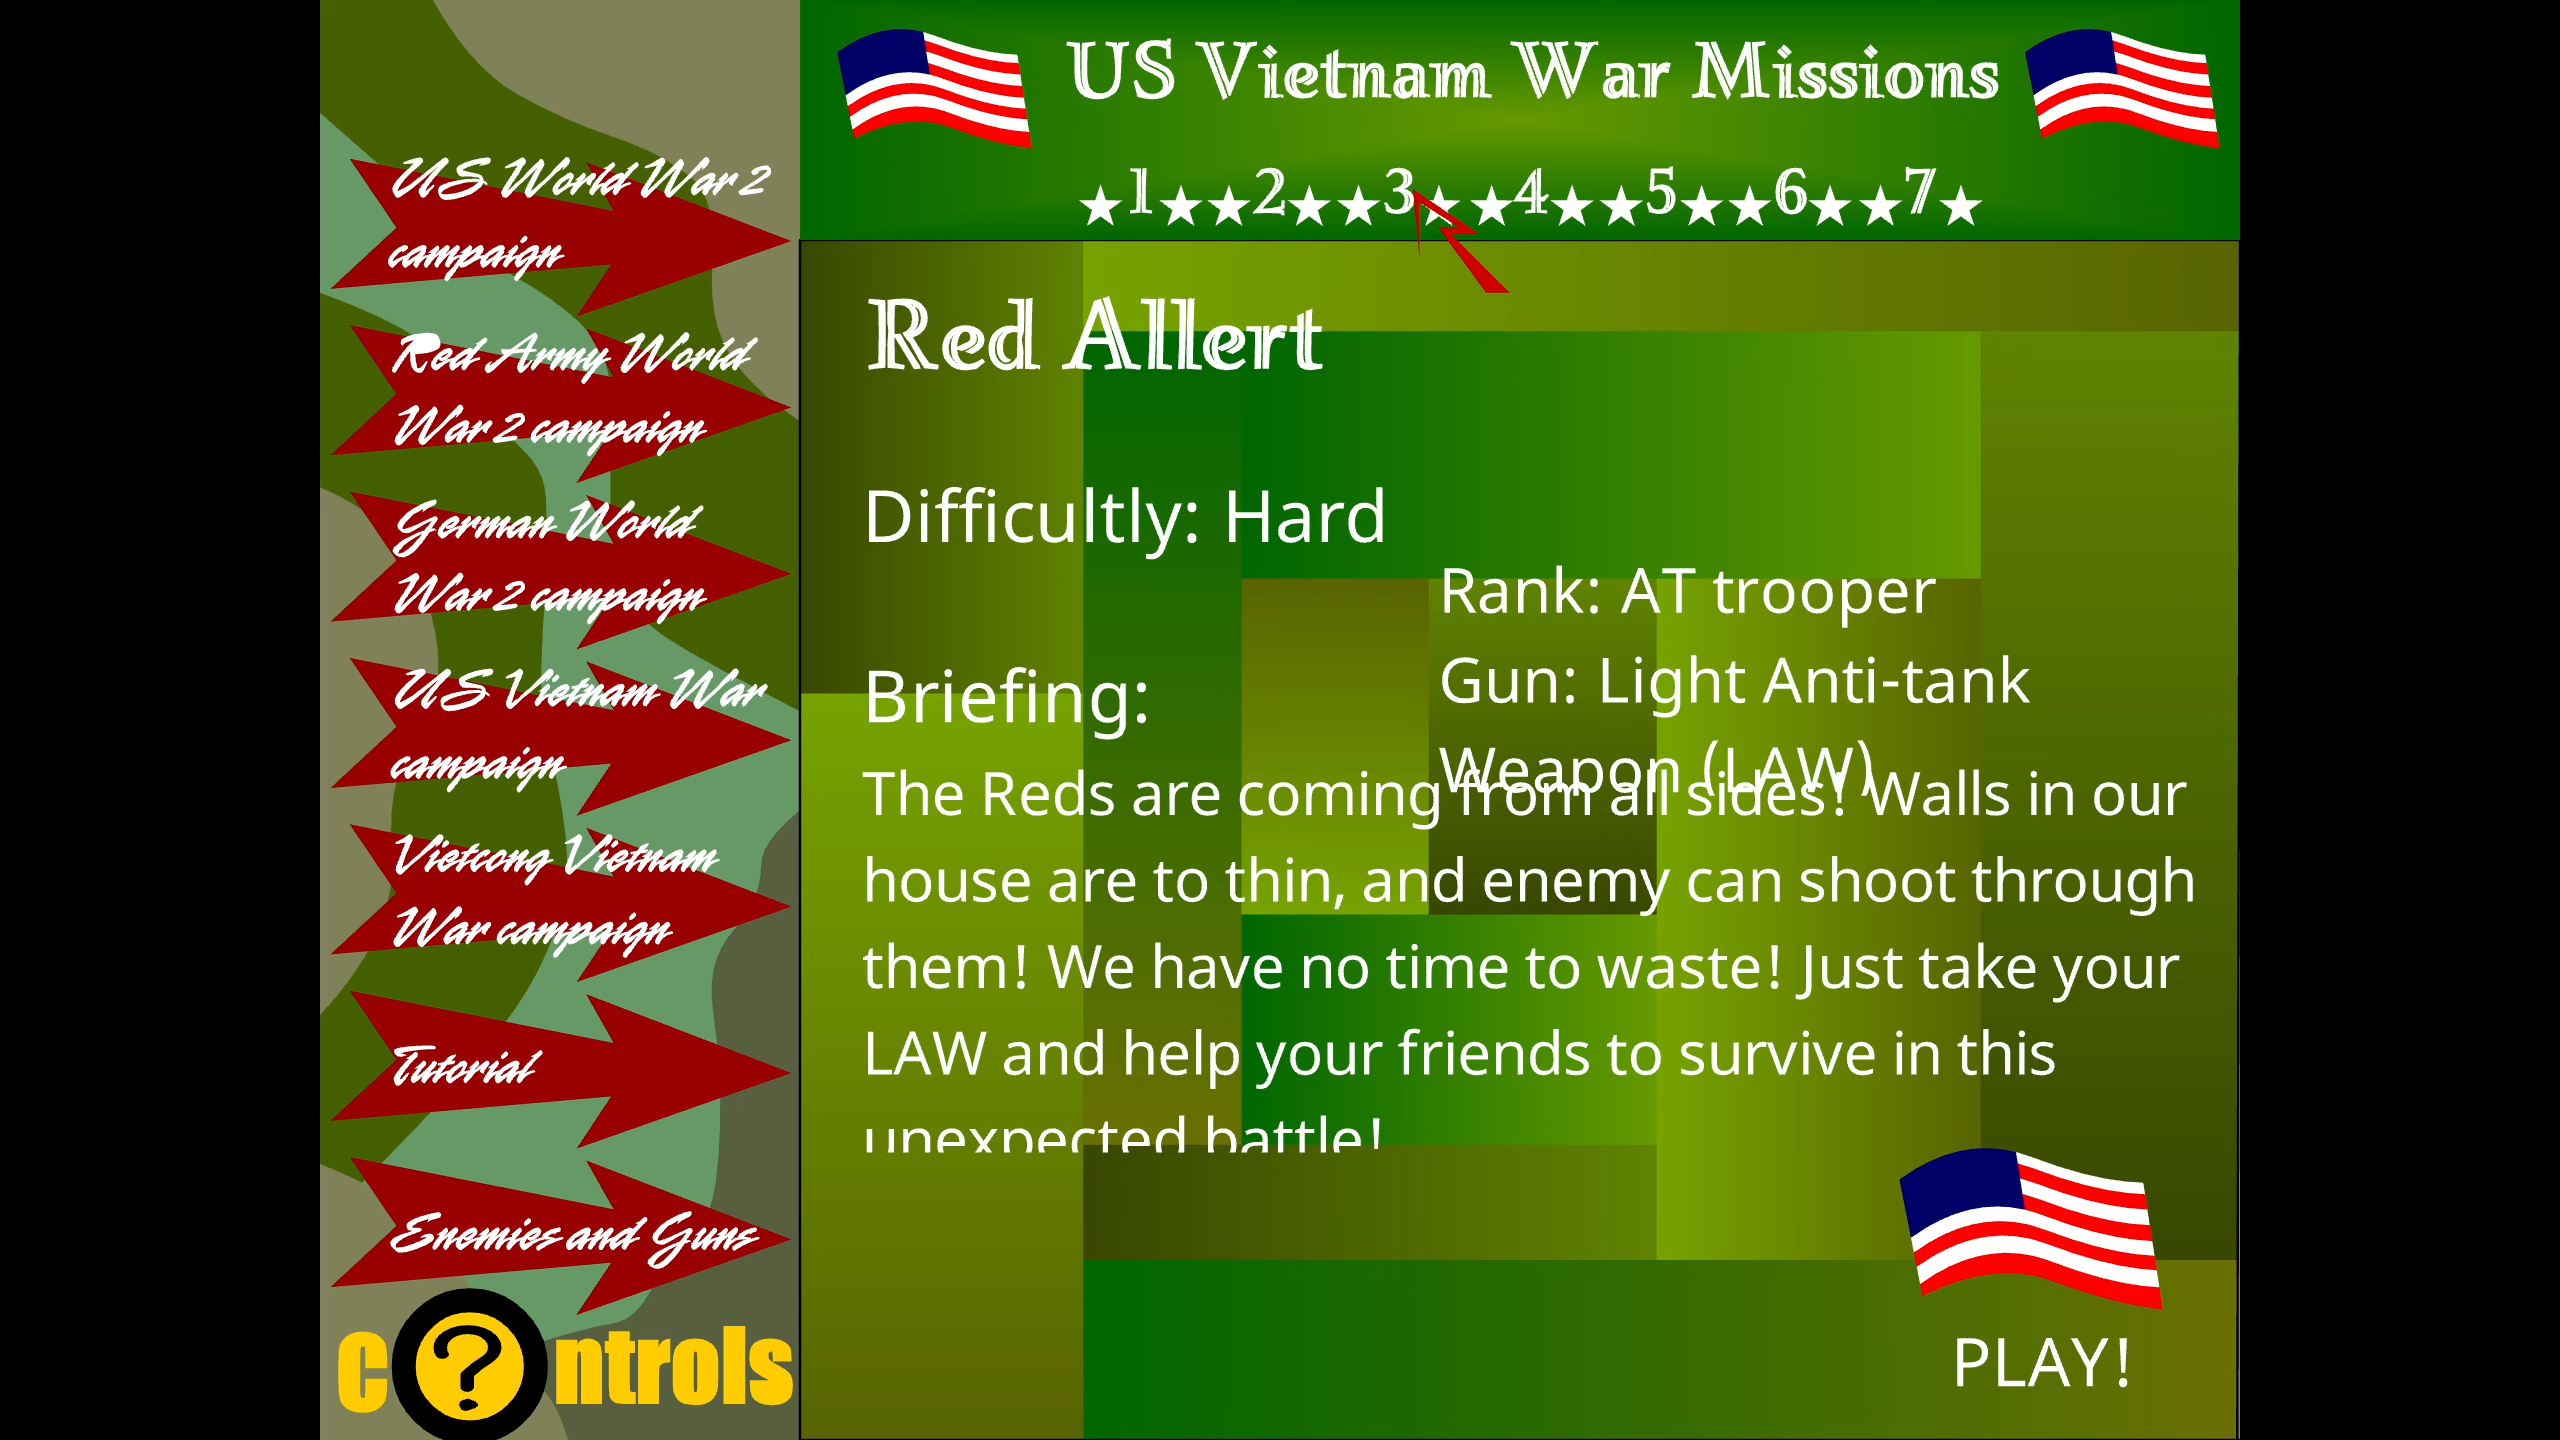 US World War 2
campaign
Red Army World
War 2 campaign
German World
War 2 campaign
US Vietnam War
campaign
Vietcong Vietnam
War campaign
Tutorial
Enemies and Guns
c?ntrols
US Vietnam War Missions
★1★★2★★3★★4★★5★★6★★7★
Red Allert
Difficultly: Hard
Rank: AT trooper
Gun: Light Anti-tank
Weapon (LAW)
Briefing:
The Reds are coming from all sides! Walls in our
house are to thin, and enemy can shoot through
them! We have no time to waste! Just take your
LAW and help your friends to survive in this
unexpected battle!
PLAY!